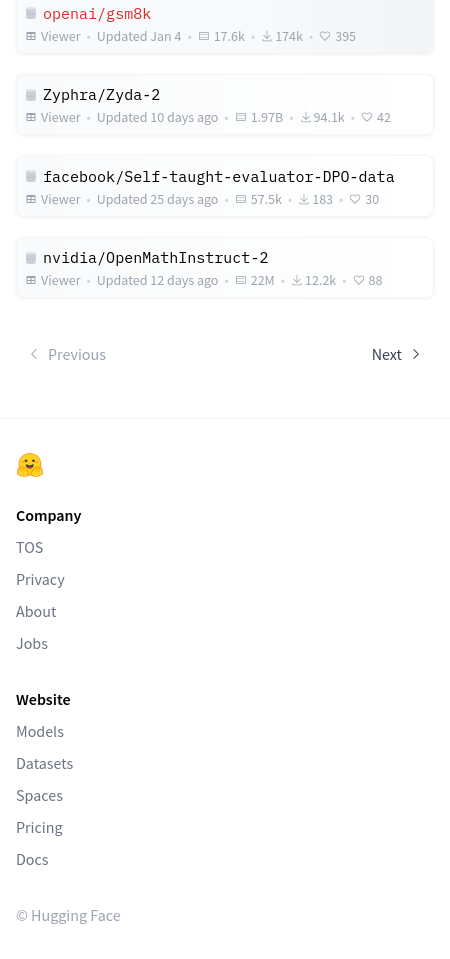 openai/gsm8k
Viewer • Updated Jan 4 • 17.6k • 174k • 395
Zyphra/Zyda-2
Viewer • Updated 10 days ago • 1.97B • 94.1k • 42
facebook/Self-taught-evaluator-DPO-data
Viewer • Updated 25 days ago • 57.5k • 183 • 30
nvidia/OpenMathInstruct-2
Viewer • Updated 12 days ago • 22M • 12.2k • 88
Previous Next
Company
TOS
Privacy
About
Jobs
Website
Models
Datasets
Spaces
Pricing
Docs
© Hugging Face